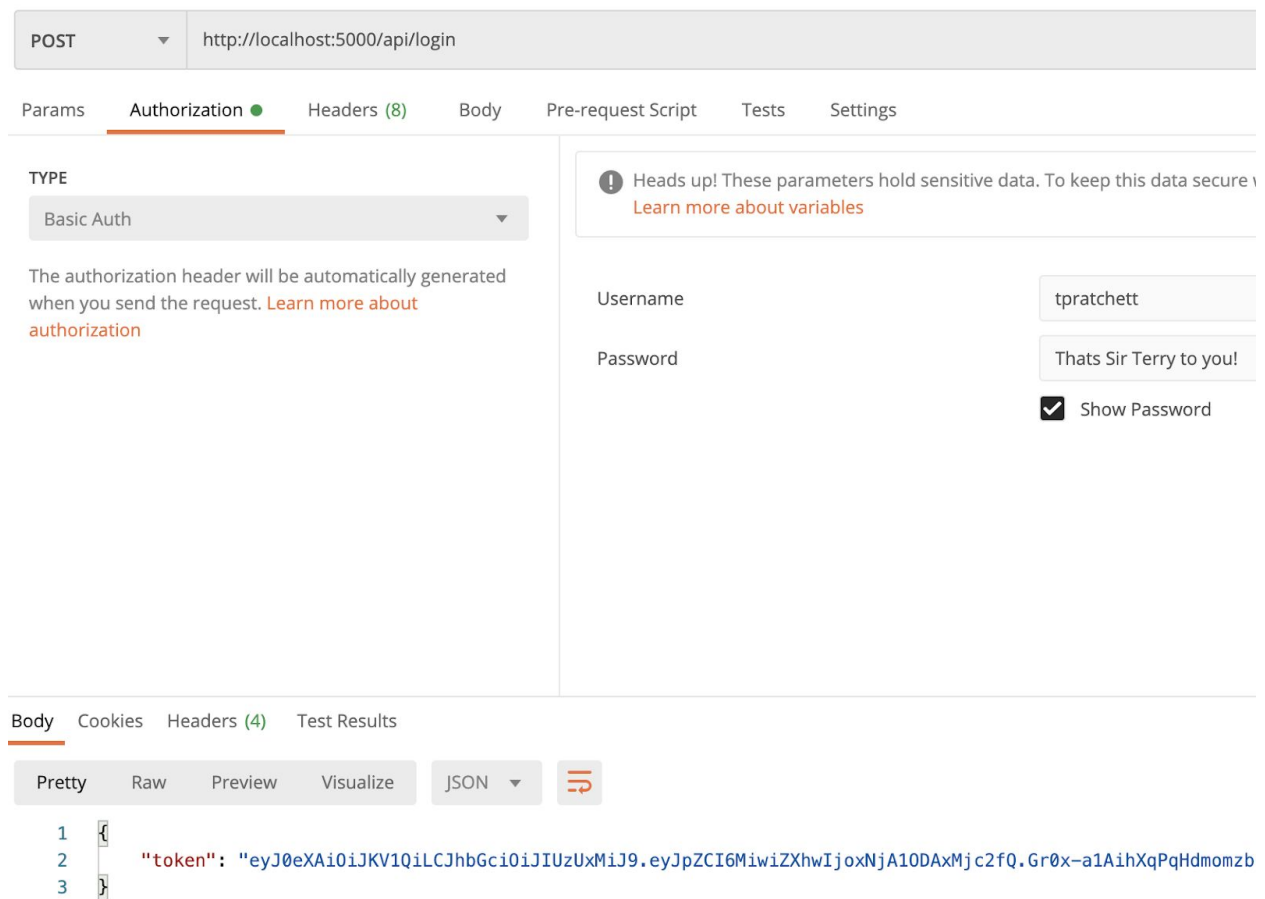 POST http://localhost:5000/api/login
Params Authorization Headers (8) Body Pre-request Script Tests Settings
TYPE
Basic Auth
The authorization header will be automatically generated
when you send the request. Learn more about
authorization
Heads up! These parameters hold sensitive data. To keep this data secure
Learn more about variables
Username tpratchett
Password Thats Sir Terry to you!
Show Password
Body Cookies Headers (4) Test Results
Pretty Raw Preview Visualize JSON
1 {
2 "token": "eyJ0eXAiOiJKV1QiLCJhbGciOiJIUzUxMiJ9.eyJpZCI6MiwiZXhwIjoxNjA1ODAxMjc2fQ.Gr0x-a1AihXqPqHdmomzb
3 }